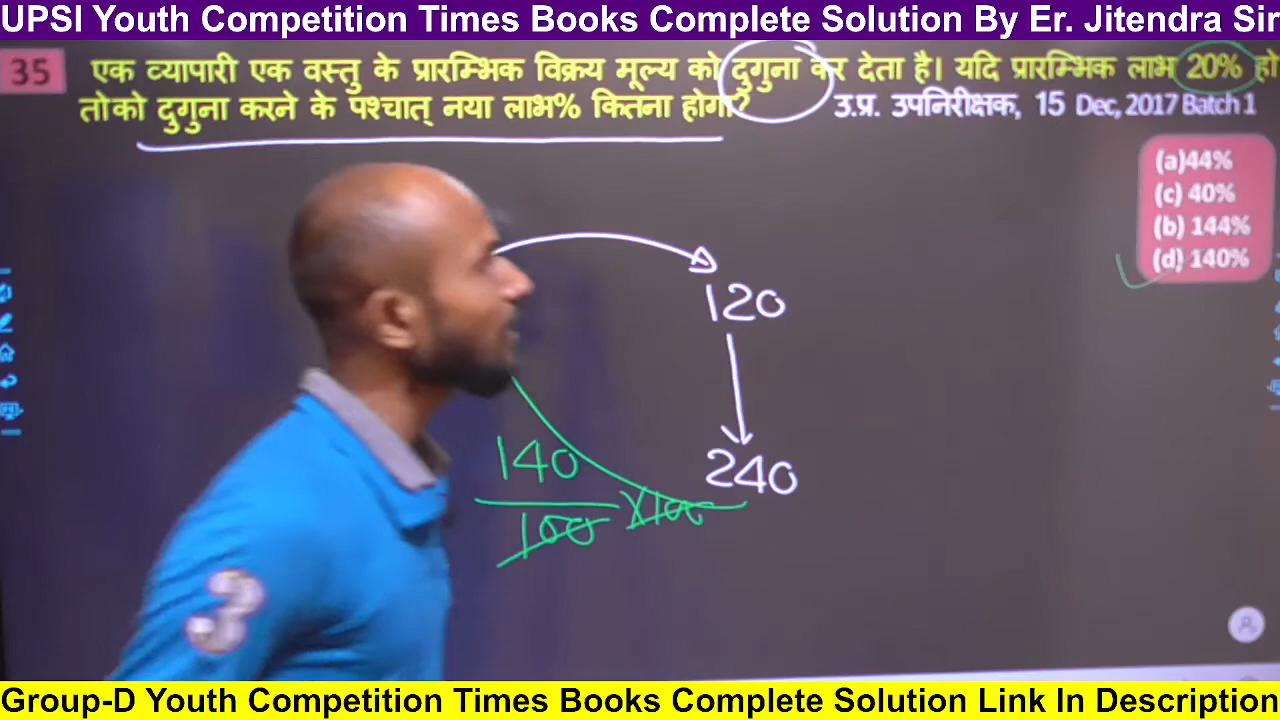 UPSI Youth Competition Times Books Complete Solution By Er. Jitendra Sir
35 एक व्यापारी एक वस्तु के प्रारम्भिक विक्रय मूल्य को दुगुना कर देता है। यदि प्रारम्भिक लाभ 20% हो
तोको दुगुना करने के पश्चात् नया लाभ% कितना होगा? उ.प्र. उपनिरीक्षक, 15 Dec, 2017 Batch 1
(a)44%
(c) 40%
(b) 144%
(d) 140%
120
240
140
100 ×100
3
Group-D Youth Competition Times Books Complete Solution Link In Description